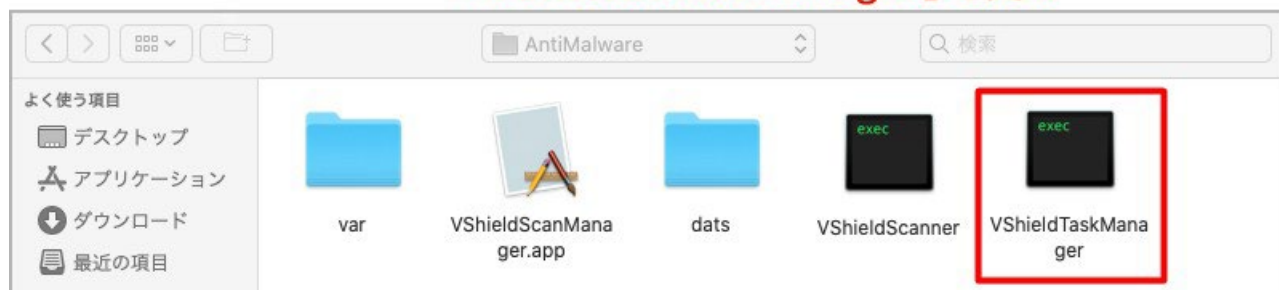 AntiMalware
検索
よく使う項目
デスクトップ
アプリケーション
ダウンロード
最近の項目
exec
exec
var
VShieldScanMana
ger.app
dats
VShieldScanner
VShieldTaskMana
ger